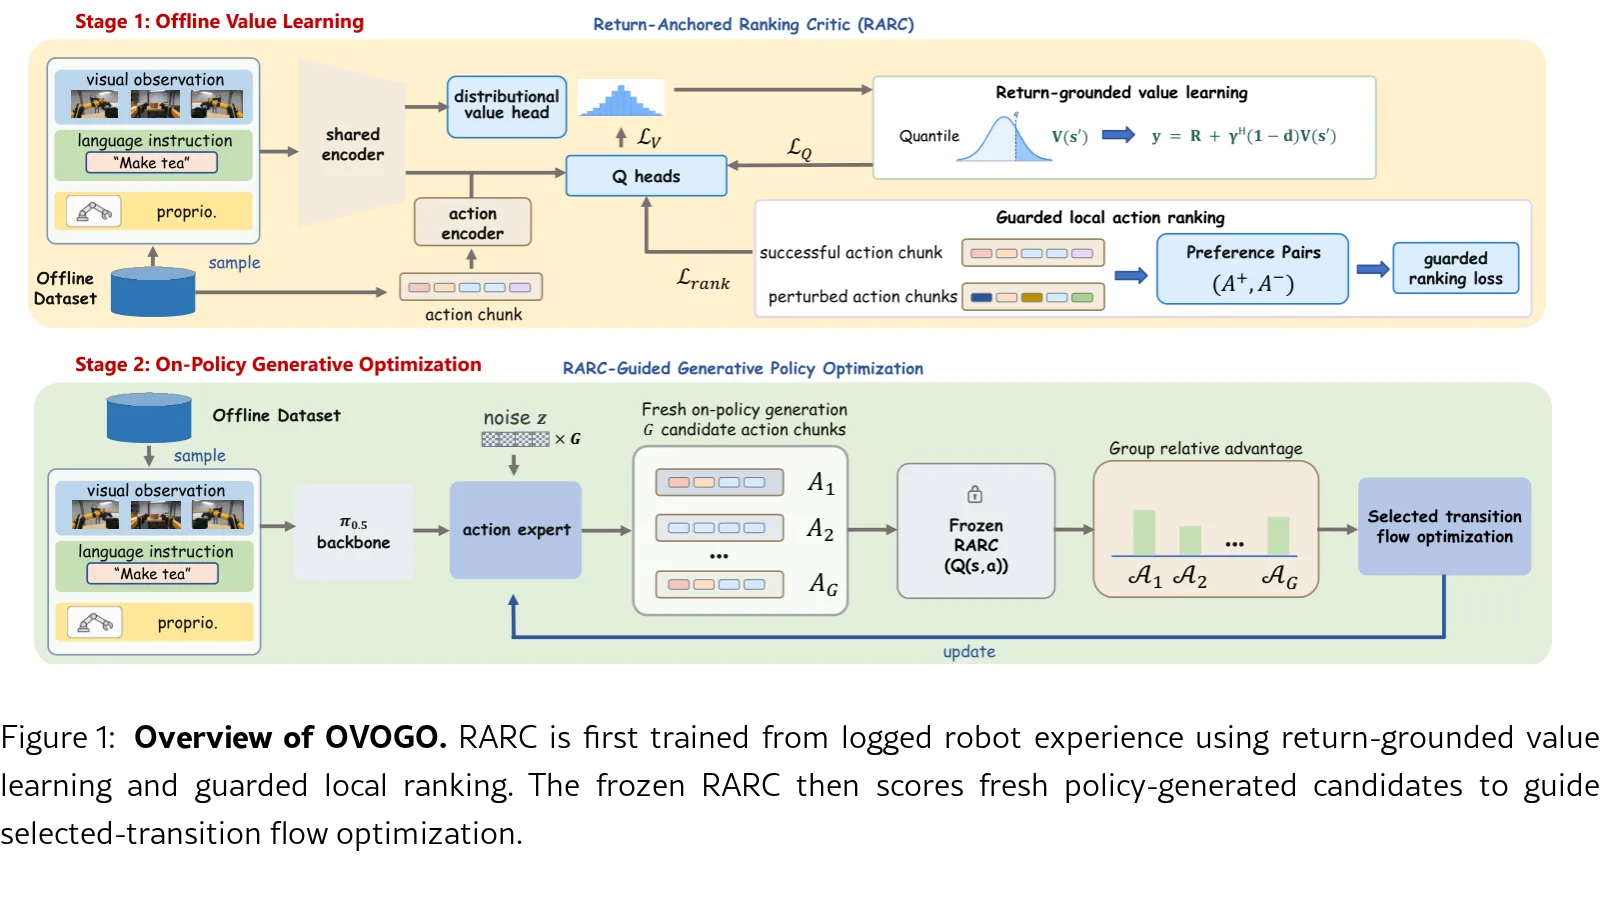 Stage 1: Offline Value Learning
Return-Anchored Ranking Critic (RARC)
visual observation
language instruction
"Make tea"
proprio.
Offline
Dataset
sample
shared
encoder
action
encoder
action chunk
distributional
value head
ℒ_V
Q heads
ℒ_Q
ℒ_rank
Return-grounded value learning
Quantile
q
V(s′)
y = R + γ^H(1 − d)V(s′)
Guarded local action ranking
successful action chunk
perturbed action chunks
Preference Pairs
(A⁺, A⁻)
guarded
ranking loss
Stage 2: On-Policy Generative Optimization
RARC-Guided Generative Policy Optimization
Offline Dataset
sample
visual observation
language instruction
"Make tea"
proprio.
π₀.₅
backbone
noise z
× G
action expert
Fresh on-policy generation
G candidate action chunks
A₁
A₂
...
A_G
Frozen
RARC
(Q(s,a))
Group relative advantage
𝒜₁ 𝒜₂ ... 𝒜_G
Selected transition
flow optimization
update
Figure 1: Overview of OVOGO. RARC is first trained from logged robot experience using return-grounded value
learning and guarded local ranking. The frozen RARC then scores fresh policy-generated candidates to guide
selected-transition flow optimization.